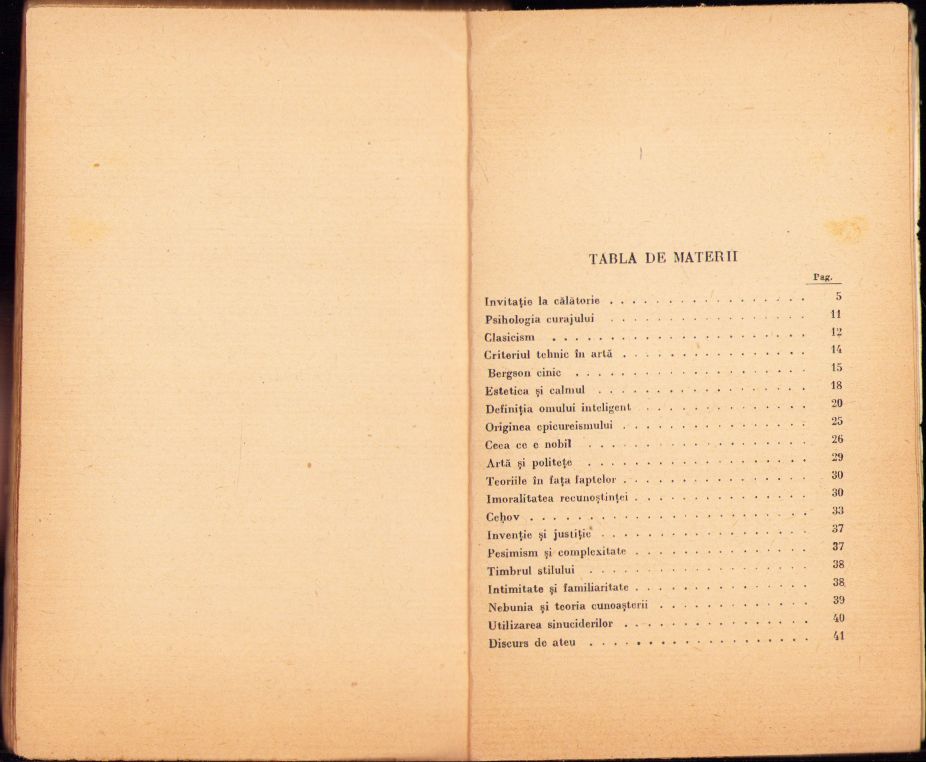 TABLA DE MATERII
Pag.
Invitație la călătorie . . . . . . . . . . . . . . . . . 5
Psihologia curajului . . . . . . . . . . . . . . . . . 11
Clasicism . . . . . . . . . . . . . . . . . . . . . 12
Criteriul tehnic în artă . . . . . . . . . . . . . . . . 14
Bergson cinic . . . . . . . . . . . . . . . . . . . . 15
Estetica și calmul . . . . . . . . . . . . . . . . . . 18
Definiția omului inteligent . . . . . . . . . . . . . . 20
Originea epicureismului . . . . . . . . . . . . . . . . 25
Ceea ce e nobil . . . . . . . . . . . . . . . . . . . 26
Artă și politețe . . . . . . . . . . . . . . . . . . . 29
Teoriile în fața faptelor . . . . . . . . . . . . . . . . 30
Imoralitatea recunoștinței . . . . . . . . . . . . . . . 30
Cehov . . . . . . . . . . . . . . . . . . . . . . . 33
Invenție și justiție . . . . . . . . . . . . . . . . . . 37
Pesimism și complexitate . . . . . . . . . . . . . . . 37
Timbrul stilului . . . . . . . . . . . . . . . . . . . 38
Intimitate și familiaritate . . . . . . . . . . . . . . . 38
Nebunia și teoria cunoașterii . . . . . . . . . . . . . 39
Utilizarea sinuciderilor . . . . . . . . . . . . . . . . 40
Discurs de ateu . . . . . . . . . . . . . . . . . . . 41